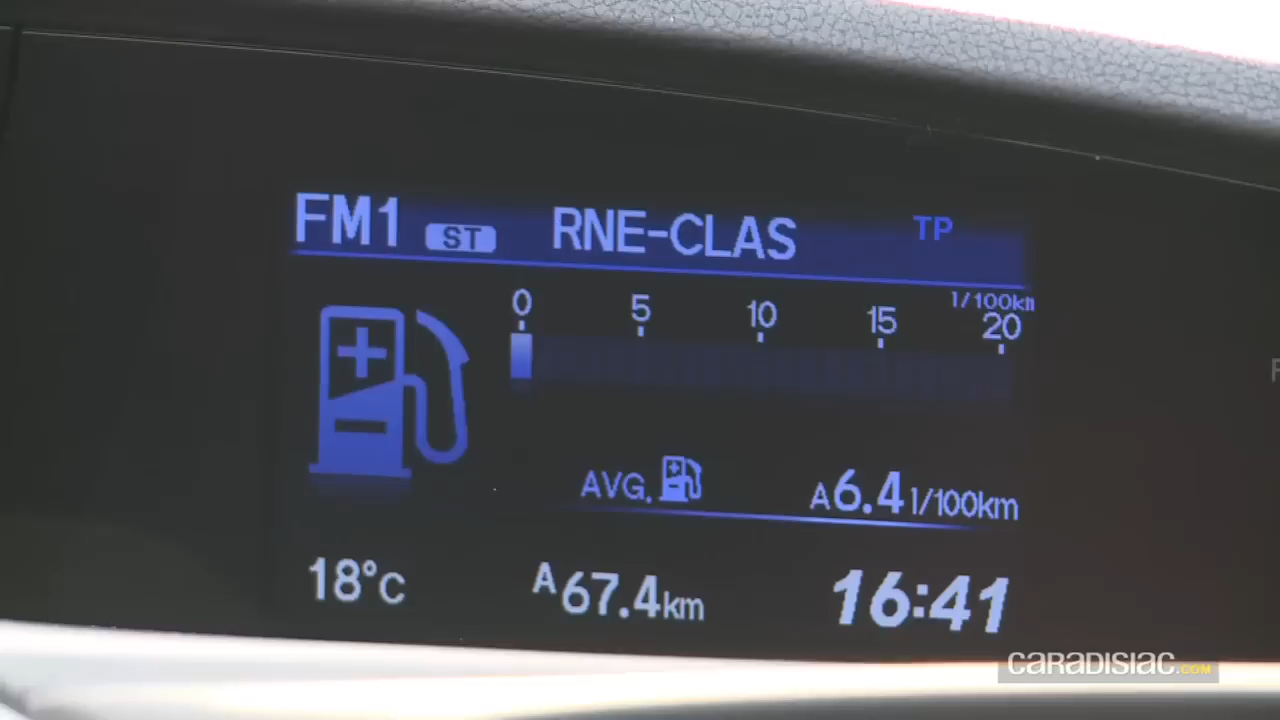 FM1 ST RNE-CLAS TP
l/100km
0 5 10 15 20
AVG. A6.4 l/100km
18°C A67.4km 16:41
CARADISIAC.COM